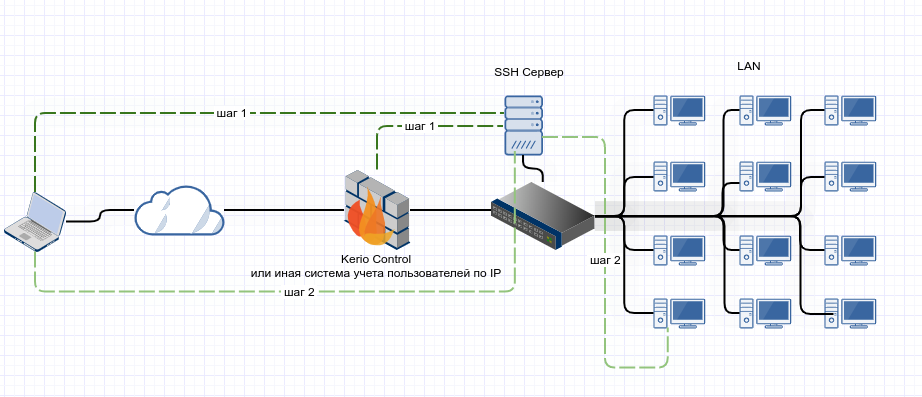 LAN
SSH Сервер
шаг 1
шаг 1
Kerio Control
или иная система учета пользователей по IP
шаг 2
шаг 2